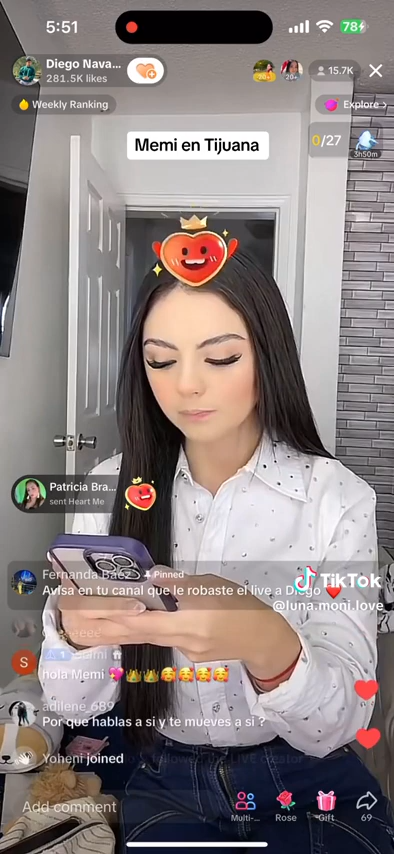 5:51
78
Diego Nava...
281.5K likes
15.7K
20+
Weekly Ranking
Explore >
Memi en Tijuana
0/27
3h50m
Patricia Bra...
sent Heart Me
Fernanda Báez Pinned
Avisa en tu canal que le robaste el live a Diego
TikTok
@luna.moni.love
S
hola Memi
adilene_689
Por que hablas a si y te mueves a si ?
Yoheni joined
Add comment
Multi-...
Rose
Gift
69